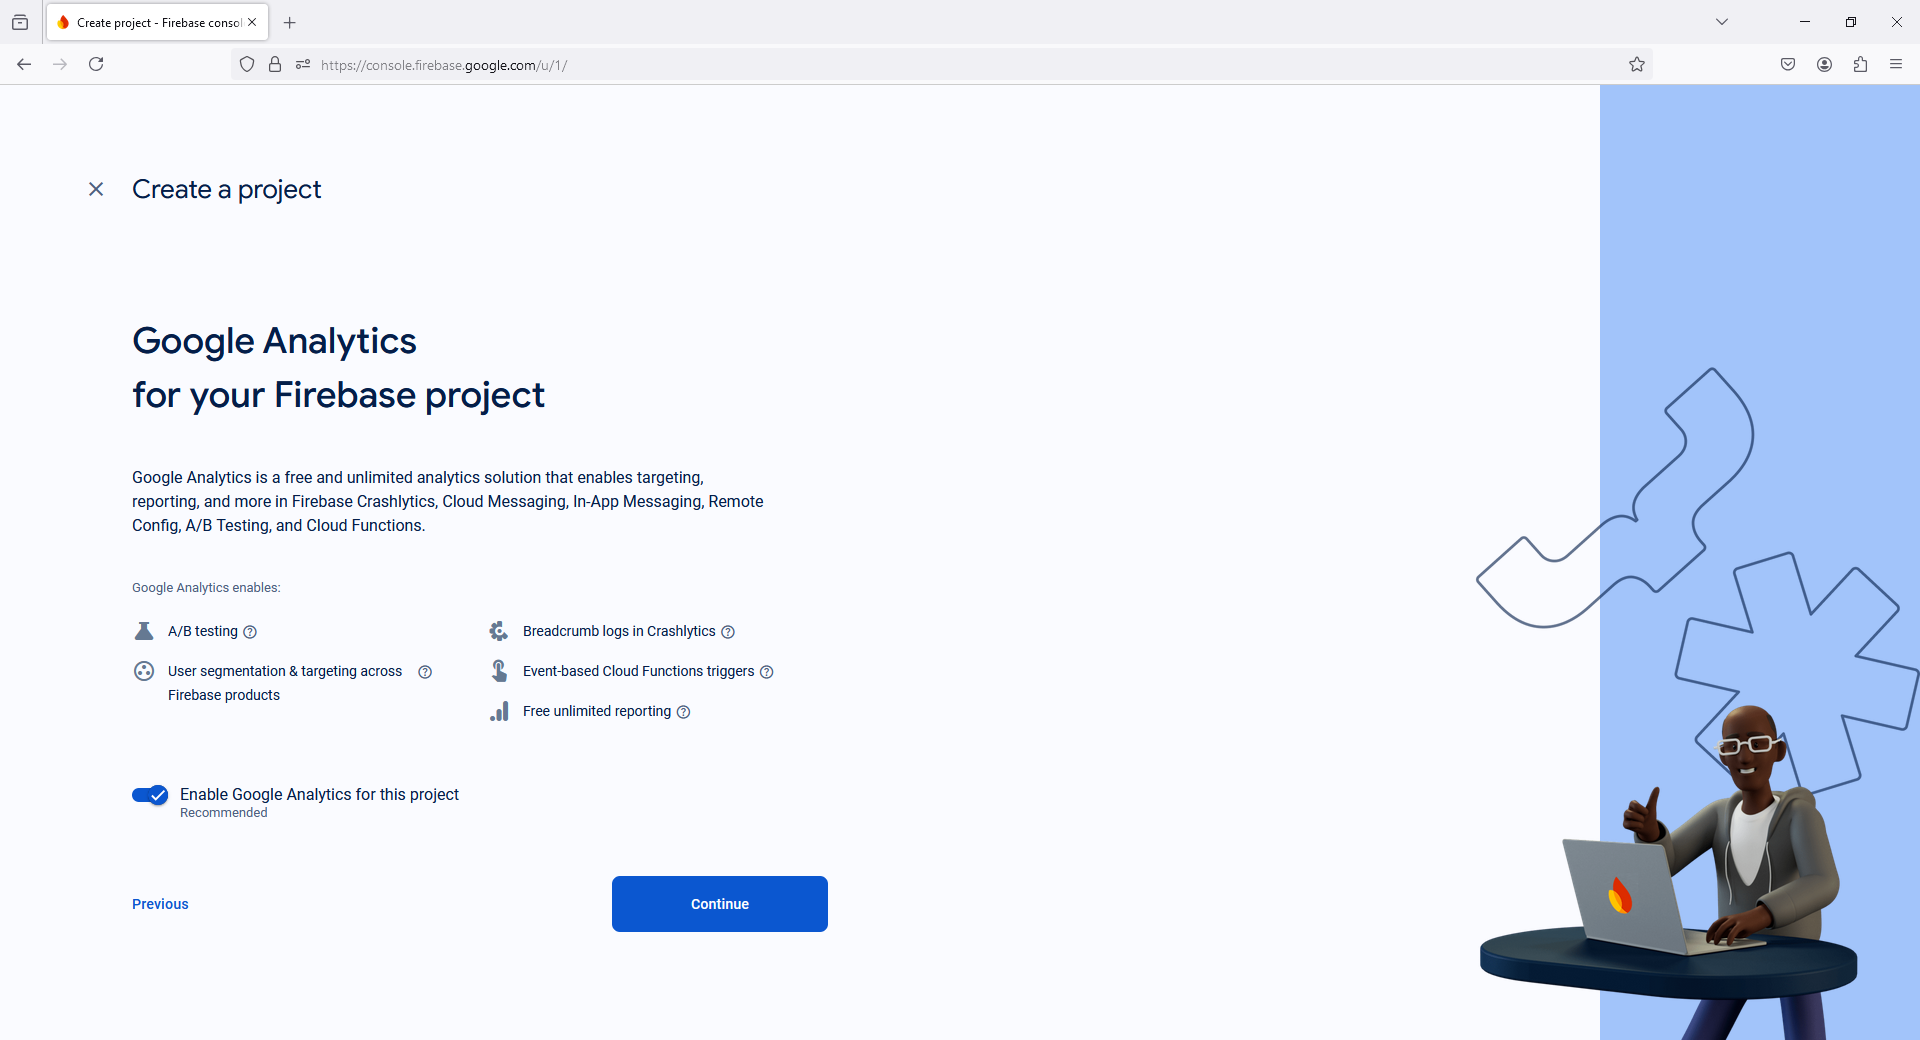 Create project - Firebase consol
https://console.firebase.google.com/u/1/
Create a project
Google Analytics
for your Firebase project
Google Analytics is a free and unlimited analytics solution that enables targeting,
reporting, and more in Firebase Crashlytics, Cloud Messaging, In-App Messaging, Remote
Config, A/B Testing, and Cloud Functions.
Google Analytics enables:
A/B testing
User segmentation & targeting across
Firebase products
Breadcrumb logs in Crashlytics
Event-based Cloud Functions triggers
Free unlimited reporting
Enable Google Analytics for this project
Recommended
Previous
Continue